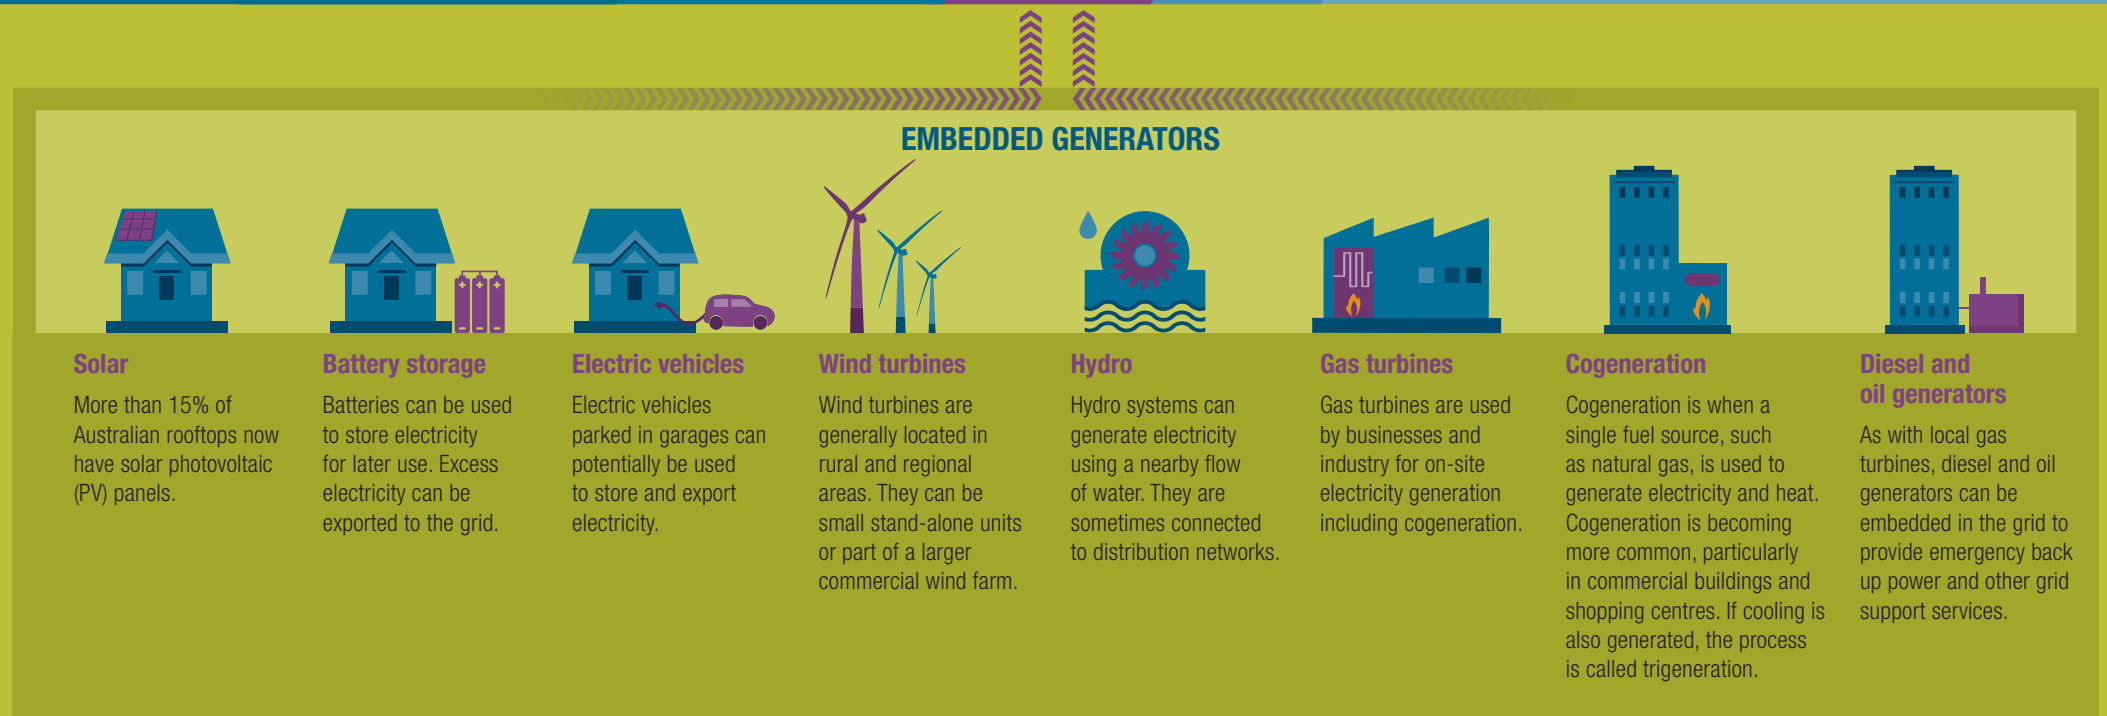 EMBEDDED GENERATORS
Solar
More than 15% of
Australian rooftops now
have solar photovoltaic
(PV) panels.
Battery storage
Batteries can be used
to store electricity
for later use. Excess
electricity can be
exported to the grid.
Electric vehicles
Electric vehicles
parked in garages can
potentially be used
to store and export
electricity.
Wind turbines
Wind turbines are
generally located in
rural and regional
areas. They can be
small stand-alone units
or part of a larger
commercial wind farm.
Hydro
Hydro systems can
generate electricity
using a nearby flow
of water. They are
sometimes connected
to distribution networks.
Gas turbines
Gas turbines are used
by businesses and
industry for on-site
electricity generation
including cogeneration.
Cogeneration
Cogeneration is when a
single fuel source, such
as natural gas, is used to
generate electricity and heat.
Cogeneration is becoming
more common, particularly
in commercial buildings and
shopping centres. If cooling is
also generated, the process
is called trigeneration.
Diesel and
oil generators
As with local gas
turbines, diesel and oil
generators can be
embedded in the grid to
provide emergency back
up power and other grid
support services.